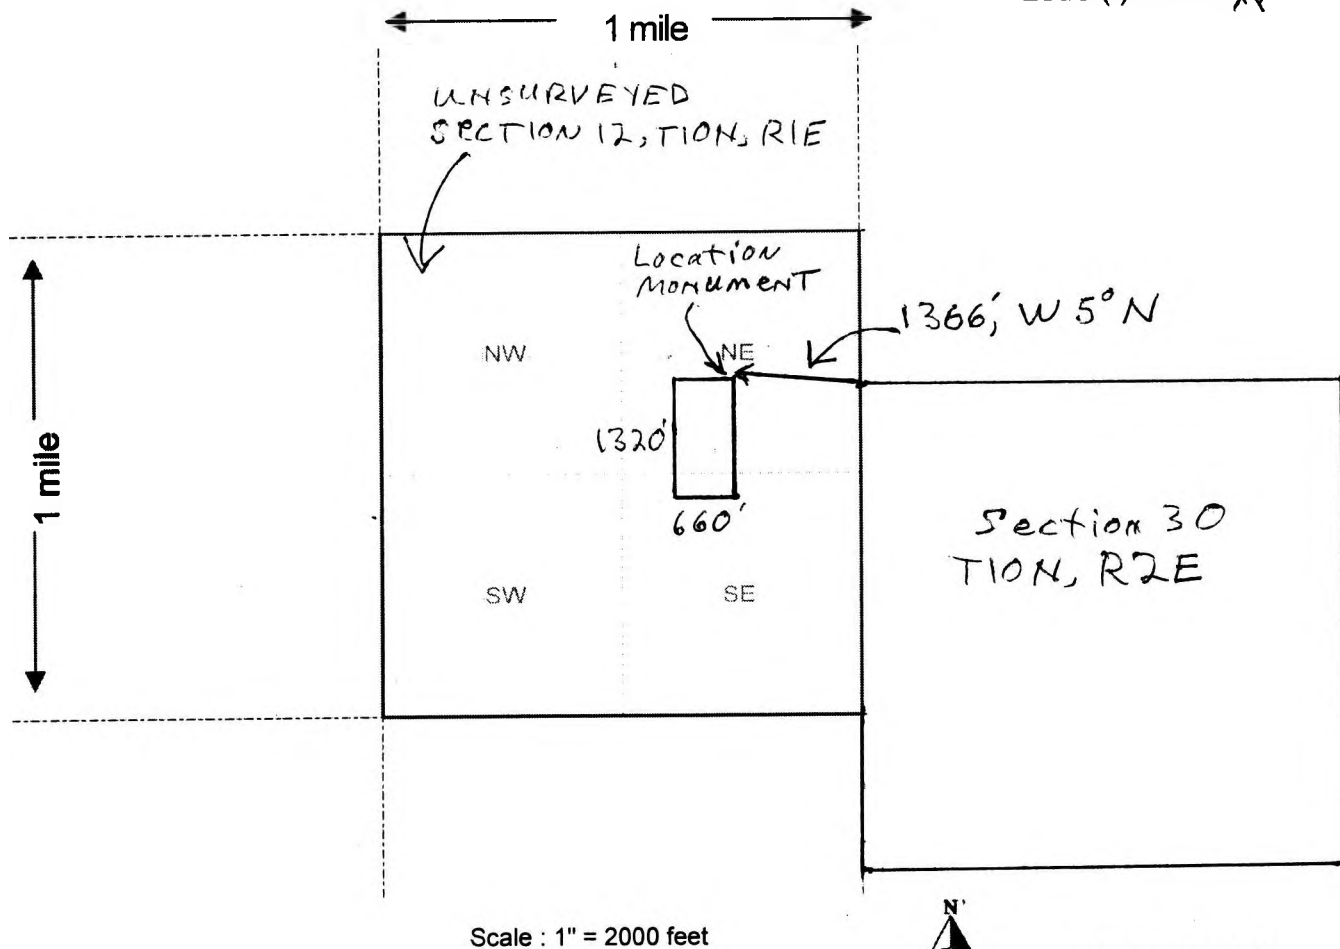 1 mile
UNSURVEYED
SECTION 12, T10N, R1E
Location
MONUMENT
1366', W 5° N
NW
NE
1320'
1 mile
660'
Section 30
T10N, R2E
SW
SE
N
Scale : 1" = 2000 feet